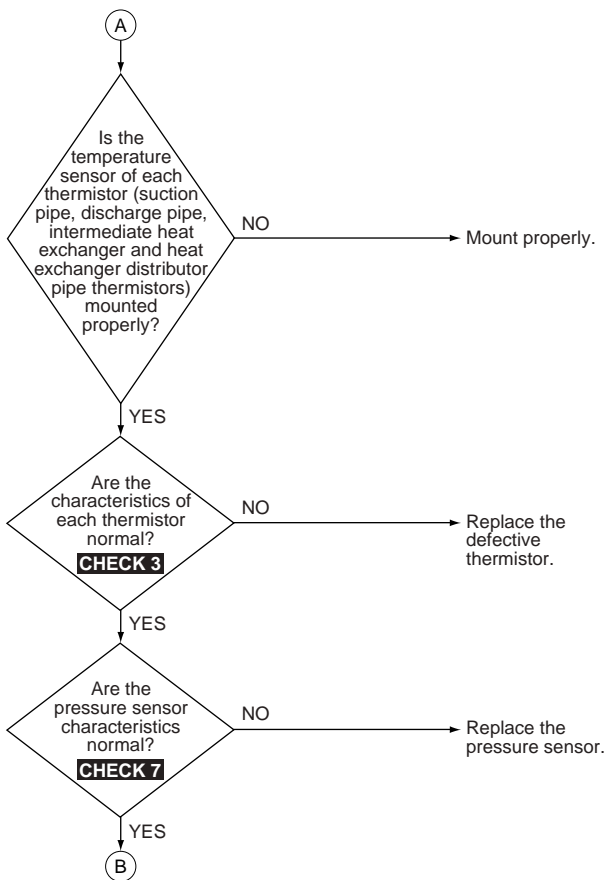 A
Is the
temperature
sensor of each
thermistor (suction
pipe, discharge pipe,
intermediate heat
exchanger and heat
exchanger distributor
pipe thermistors)
mounted
properly?
NO
Mount properly.
YES
Are the
characteristics of
each thermistor
normal?
CHECK 3
NO
Replace the
defective
thermistor.
YES
Are the
pressure sensor
characteristics
normal?
CHECK 7
NO
Replace the
pressure sensor.
YES
B